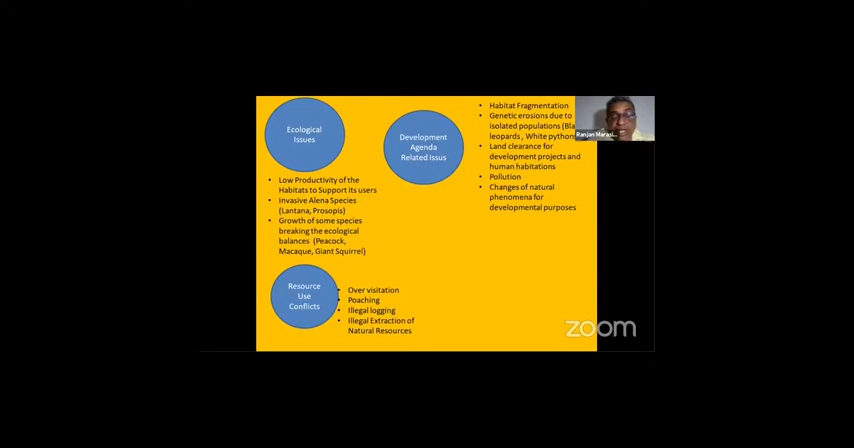 Ecological
Issues
Low Productivity of the
Habitats to Support its users
Invasive Alena Species
(Lantana, Prosopis)
Growth of some species
breaking the ecological
balances (Peacock,
Macaque, Giant Squirrel)
Development
Agenda
Related Issus
Habitat Fragmentation
Genetic erosions due to
isolated populations
leopards , White python
Land clearance for
development projects and
human habitations
Pollution
Changes of natural
phenomena for
developmental purposes
Ranjan
Resource
Use
Conflicts
Over visitation
Poaching
Illegal logging
Illegal Extraction of
Natural Resources
zoom